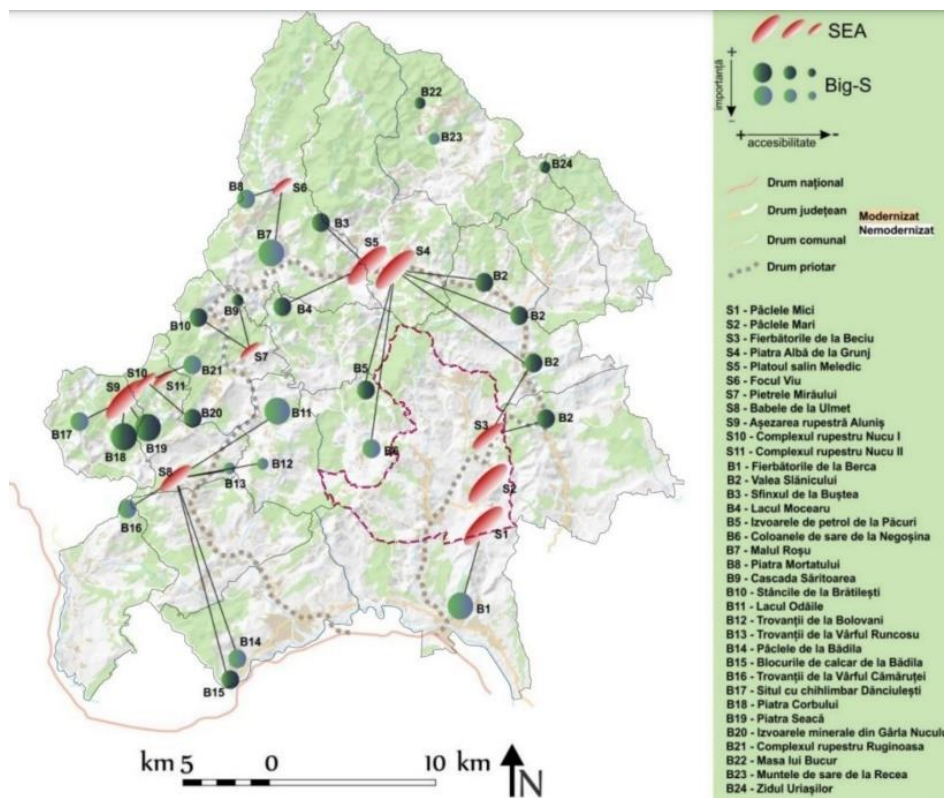 B22
B23
B24
B8
S6
B3
B7
S5
S4
B2
B9
B4
B10
B2
S7
B21
S10
B5
B2
S11
S9
B11
B20
B2
B17
B19
S3
B18
B6
S8
B12
B13
S2
B16
S1
B1
B14
B15
km 5 0 10 km
N
SEA
+
importanță
-
Big-S
+ accesibilitate -
Drum național
Drum județean
Modernizat
Nemodernizat
Drum comunal
Drum priotar
S1 - Pâclele Mici
S2 - Pâclele Mari
S3 - Fierbătorile de la Beciu
S4 - Piatra Albă de la Grunj
S5 - Platoul salin Meledic
S6 - Focul Viu
S7 - Pietrele Mirăului
S8 - Babele de la Ulmet
S9 - Așezarea rupestră Aluniș
S10 - Complexul rupestru Nucu I
S11 - Complexul rupestru Nucu II
B1 - Fierbătorile de la Berca
B2 - Valea Slănicului
B3 - Sfinxul de la Buștea
B4 - Lacul Mocearu
B5 - Izvoarele de petrol de la Păcuri
B6 - Coloanele de sare de la Negoșina
B7 - Malul Roșu
B8 - Piatra Mortatului
B9 - Cascada Săritoarea
B10 - Stâncile de la Brătilești
B11 - Lacul Odăile
B12 - Trovanții de la Bolovani
B13 - Trovanții de la Vârful Runcosu
B14 - Pâclele de la Bădila
B15 - Blocurile de calcar de la Bădila
B16 - Trovanții de la Vârful Cămăruței
B17 - Situl cu chihlimbar Dănciulești
B18 - Piatra Corbului
B19 - Piatra Seacă
B20 - Izvoarele minerale din Gârla Nucului
B21 - Complexul rupestru Ruginoasa
B22 - Masa lui Bucur
B23 - Muntele de sare de la Recea
B24 - Zidul Uriașilor